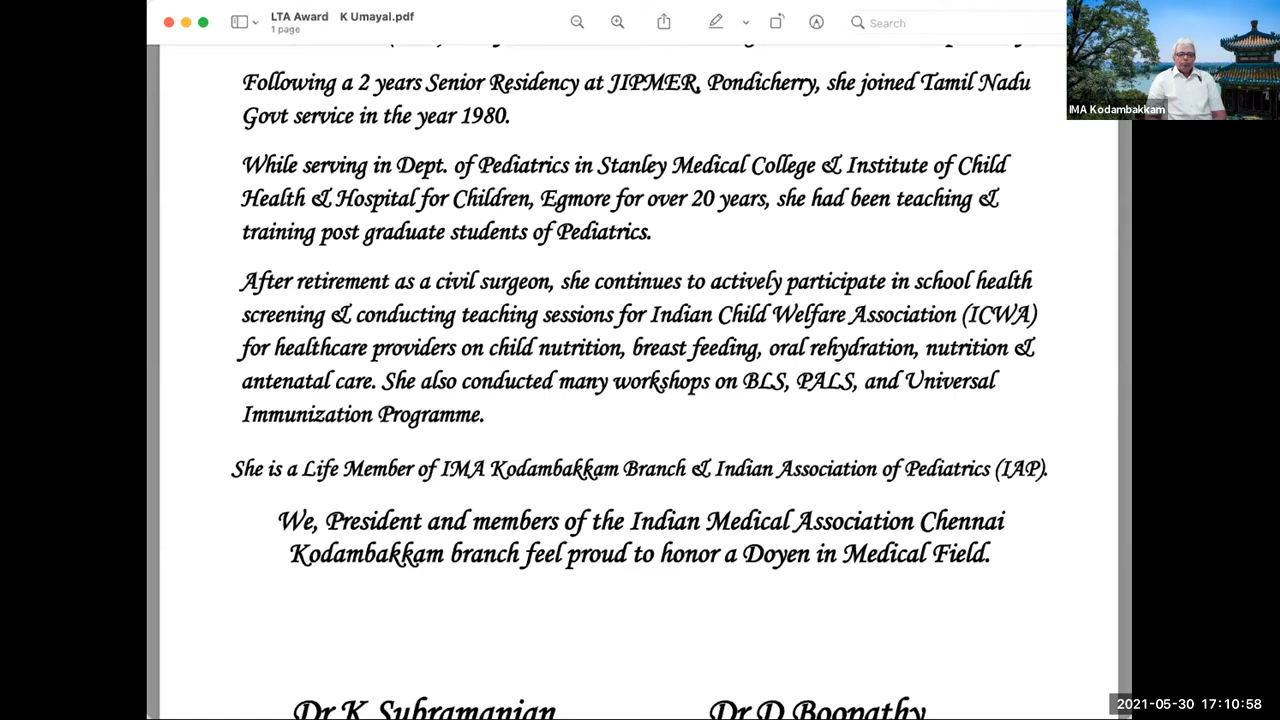 LTA Award K Umayal.pdf
1 page
Search
IMA Kodambakkam
Following a 2 years Senior Residency at JIPMER, Pondicherry, she joined Tamil Nadu
Govt service in the year 1980.
While serving in Dept. of Pediatrics in Stanley Medical College & Institute of Child
Health & Hospital for Children, Egmore for over 20 years, she had been teaching &
training post graduate students of Pediatrics.
After retirement as a civil surgeon, she continues to actively participate in school health
screening & conducting teaching sessions for Indian Child Welfare Association (ICWA)
for healthcare providers on child nutrition, breast feeding, oral rehydration, nutrition &
antenatal care. She also conducted many workshops on BLS, PALS, and Universal
Immunization Programme.
She is a Life Member of IMA Kodambakkam Branch & Indian Association of Pediatrics (IAP).
We, President and members of the Indian Medical Association Chennai
Kodambakkam branch feel proud to honor a Doyen in Medical Field.
Dr K Subramanian Dr D Boopathy
2021-05-30 17:10:58